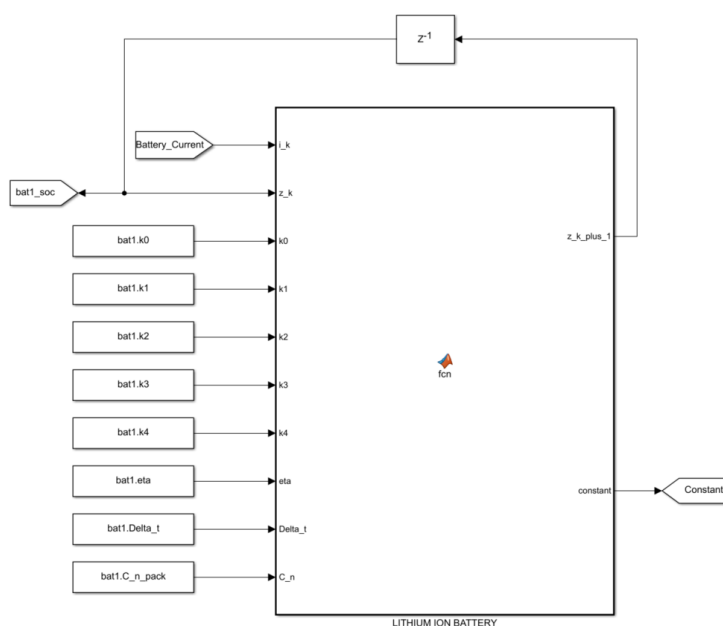 z-1
Battery_Current
i_k
bat1_soc
z_k
bat1.k0
k0
z_k_plus_1
bat1.k1
k1
bat1.k2
k2
fcn
bat1.k3
k3
bat1.k4
k4
bat1.eta
eta
constant
Constant
bat1.Delta_t
Delta_t
bat1.C_n_pack
C_n
LITHIUM ION BATTERY